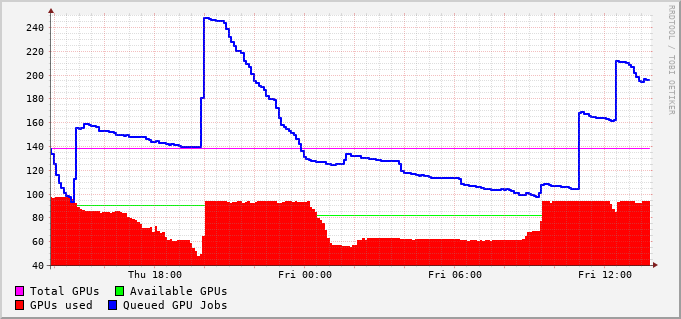 RRDTOOL / TOBI OETIKER
240
220
200
180
160
140
120
100
80
60
40
Thu 18:00 Fri 00:00 Fri 06:00 Fri 12:00
Total GPUs Available GPUs
GPUs used Queued GPU Jobs